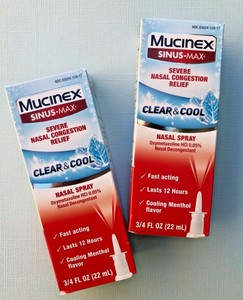 Mucinex®
SINUS-MAX®
SEVERE
NASAL CONGESTION
RELIEF
CLEAR & COOL
NASAL SPRAY
Oxymetazoline HCl 0.05%
Nasal Decongestant
✓ Fast acting
✓ Lasts 12 Hours
✓ Cooling Menthol
flavor
3/4 FL OZ (22 mL)
Mucinex®
SINUS-MAX®
SEVERE
NASAL CONGESTION
RELIEF
CLEAR & COOL
NASAL SPRAY
Oxymetazoline HCl 0.05%
Nasal Decongestant
✓ Fast acting
✓ Lasts 12 Hours
✓ Cooling Menthol
flavor
3/4 FL OZ (22 mL)